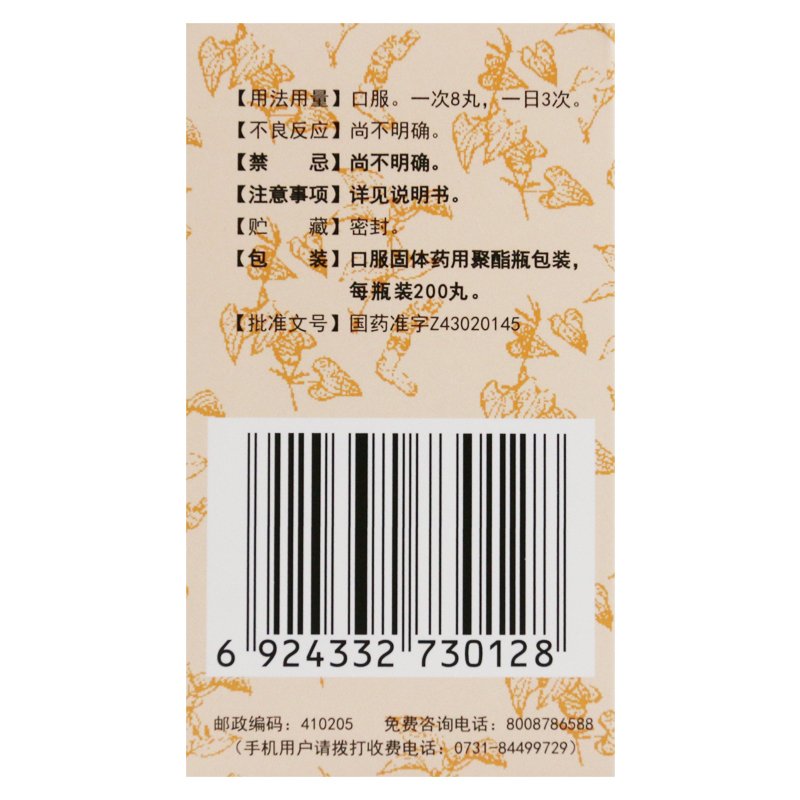 【用法用量】口服。一次8丸，一日3次。
【不良反应】尚不明确。
【禁　　忌】尚不明确。
【注意事项】详见说明书。
【贮　　藏】密封。
【包　　装】口服固体药用聚酯瓶包装，
每瓶装200丸。
【批准文号】国药准字Z43020145
6 924332 730128
邮政编码：410205　免费咨询电话：8008786588
（手机用户请拨打收费电话：0731-84499729）